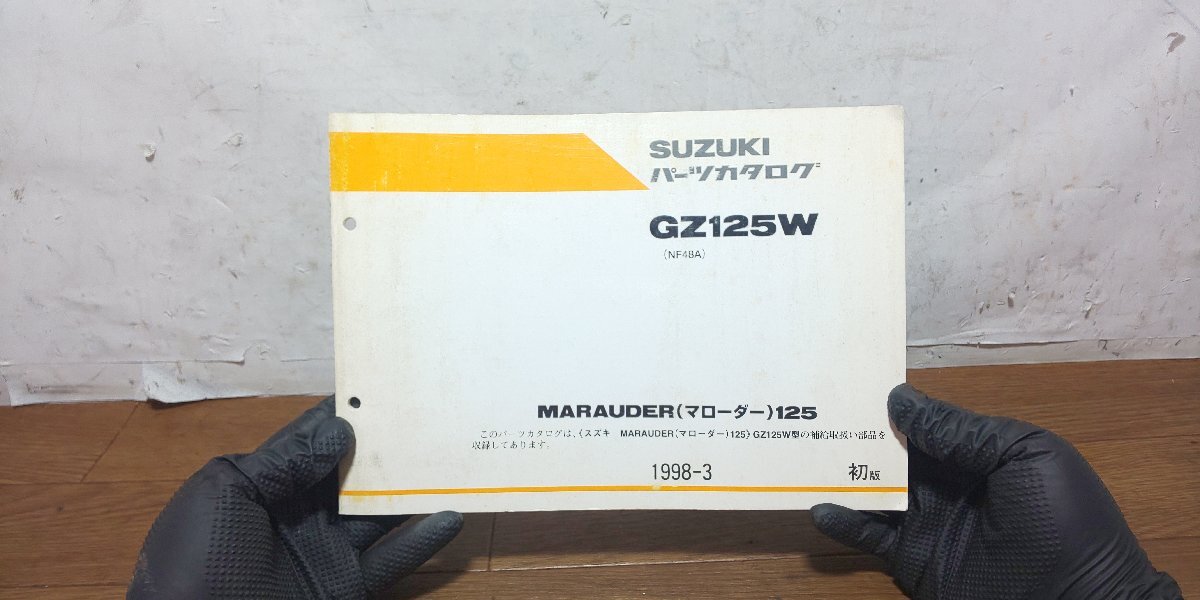 SUZUKI
パーツカタログ
GZ125W
(NF48A)
MARAUDER(マローダー)125
このパーツカタログは、《スズキ MARAUDER(マローダー)125》GZ125W型の補給取扱い部品を
収録してあります。
1998-3 初版